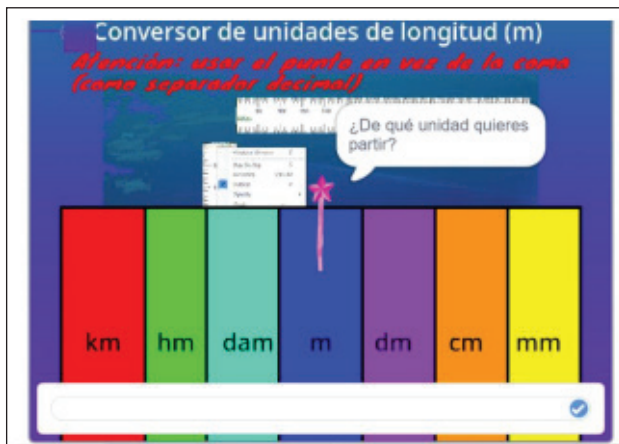 Conversor de unidades de longitud (m)
Atención: usar el punto en vez de la coma
(como separador decimal)
¿De qué unidad quieres
partir?
km hm dam m dm cm mm